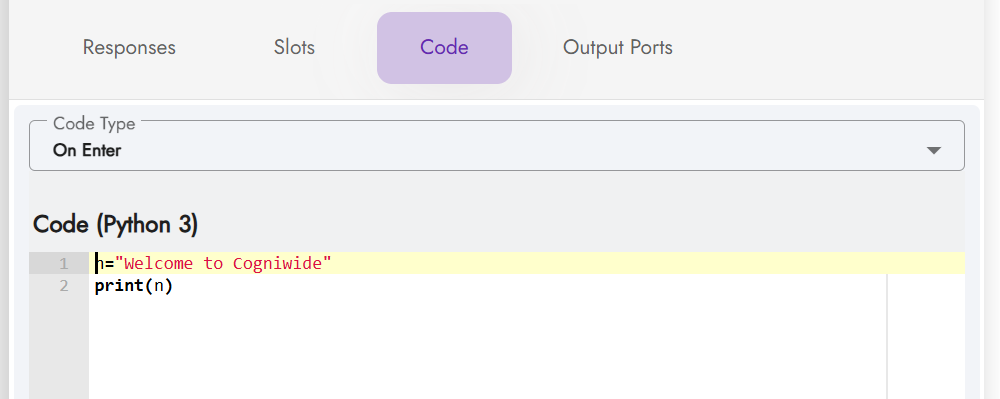 Responses Slots Code Output Ports
Code Type
On Enter
Code (Python 3)
1 n="Welcome to Cogniwide"
2 print(n)